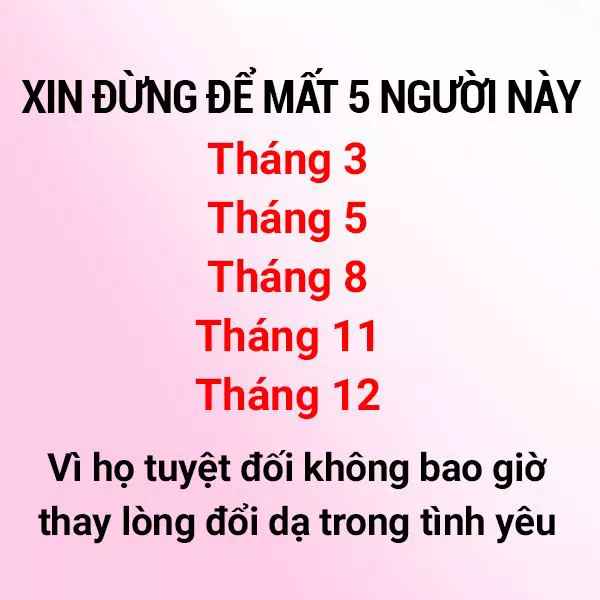 XIN ĐỪNG ĐỂ MẤT 5 NGƯỜI NÀY
Tháng 3
Tháng 5
Tháng 8
Tháng 11
Tháng 12
Vì họ tuyệt đối không bao giờ
thay lòng đổi dạ trong tình yêu